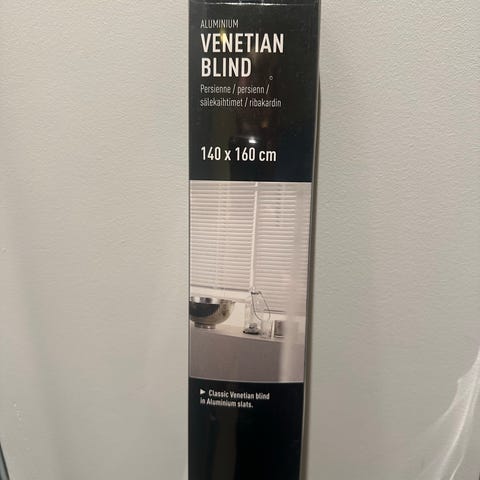 ALUMINIUM
VENETIAN
BLIND
Persienne / persienn /
sälekaihtimet / ribakardin
140 x 160 cm
► Classic Venetian blind
in Aluminium slats.